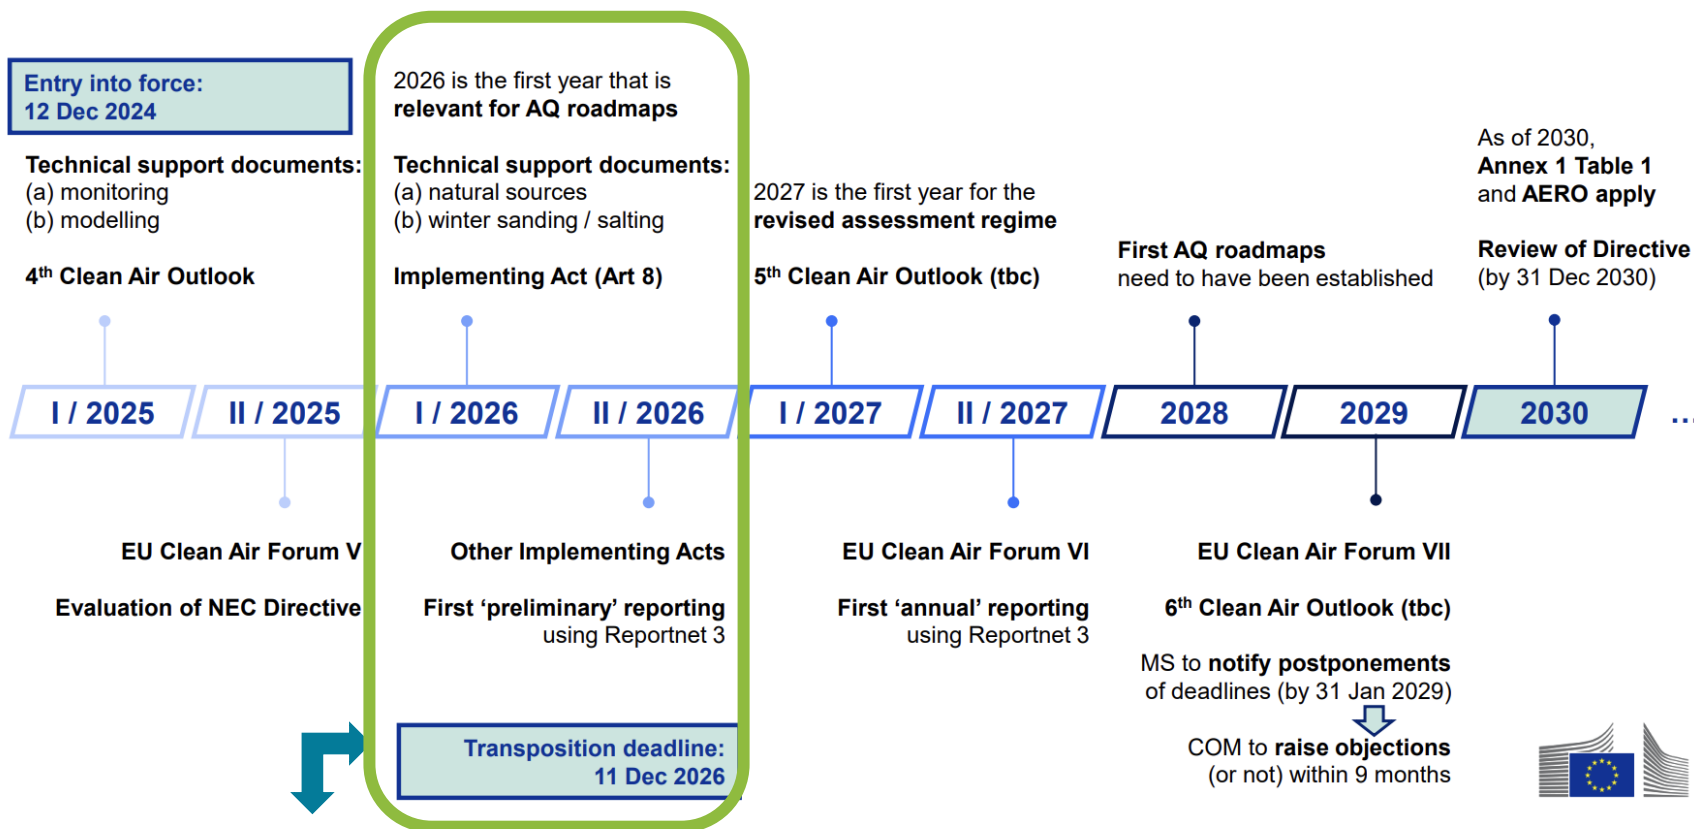 Entry into force:
12 Dec 2024
Technical support documents:
(a) monitoring
(b) modelling
4th Clean Air Outlook
2026 is the first year that is
relevant for AQ roadmaps
Technical support documents:
(a) natural sources
(b) winter sanding / salting
Implementing Act (Art 8)
2027 is the first year for the
revised assessment regime
5th Clean Air Outlook (tbc)
First AQ roadmaps
need to have been established
As of 2030,
Annex 1 Table 1
and AERO apply
Review of Directive
(by 31 Dec 2030)
I / 2025
II / 2025
I / 2026
II / 2026
I / 2027
II / 2027
2028
2029
2030
...
EU Clean Air Forum V
Evaluation of NEC Directive
Other Implementing Acts
First ‘preliminary’ reporting
using Reportnet 3
Transposition deadline:
11 Dec 2026
EU Clean Air Forum VI
First ‘annual’ reporting
using Reportnet 3
EU Clean Air Forum VII
6th Clean Air Outlook (tbc)
MS to notify postponements
of deadlines (by 31 Jan 2029)
COM to raise objections
(or not) within 9 months